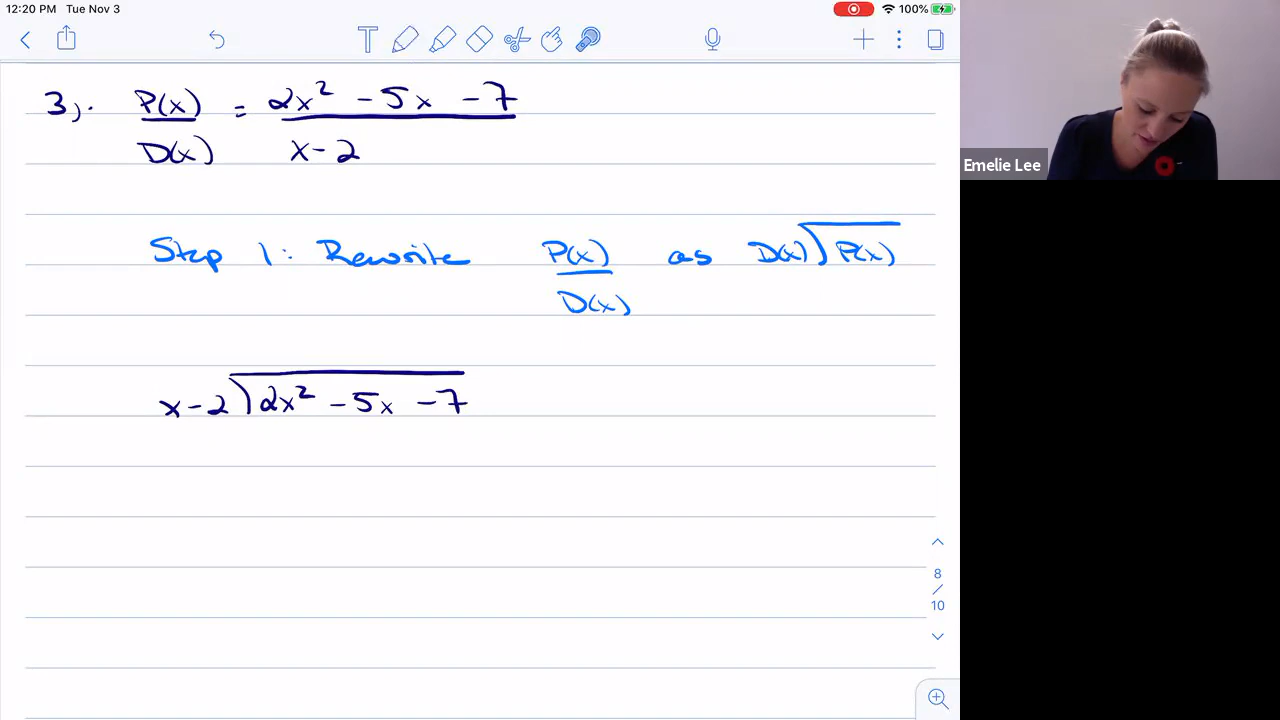 12:20 PM Tue Nov 3
100%
3). P(x) = 2x² - 5x - 7
D(x) x - 2
Step 1: Rewrite P(x) as D(x)⟌P(x)
D(x)
x - 2⟌2x² - 5x - 7
Emelie Lee
8
/
10